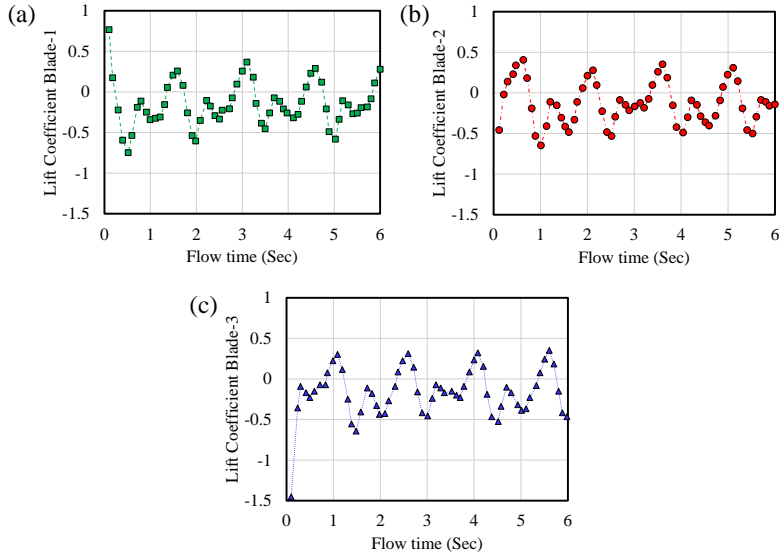 (a)
Lift Coefficient Blade-1
1
0.5
0
-0.5
-1
-1.5
0 1 2 3 4 5 6
Flow time (Sec)
(b)
Lift Coefficient Blade-2
1
0.5
0
-0.5
-1
-1.5
0 1 2 3 4 5 6
Flow time (Sec)
(c)
Lift Coefficient Blade-3
1
0.5
0
-0.5
-1
-1.5
0 1 2 3 4 5 6
Flow time (Sec)